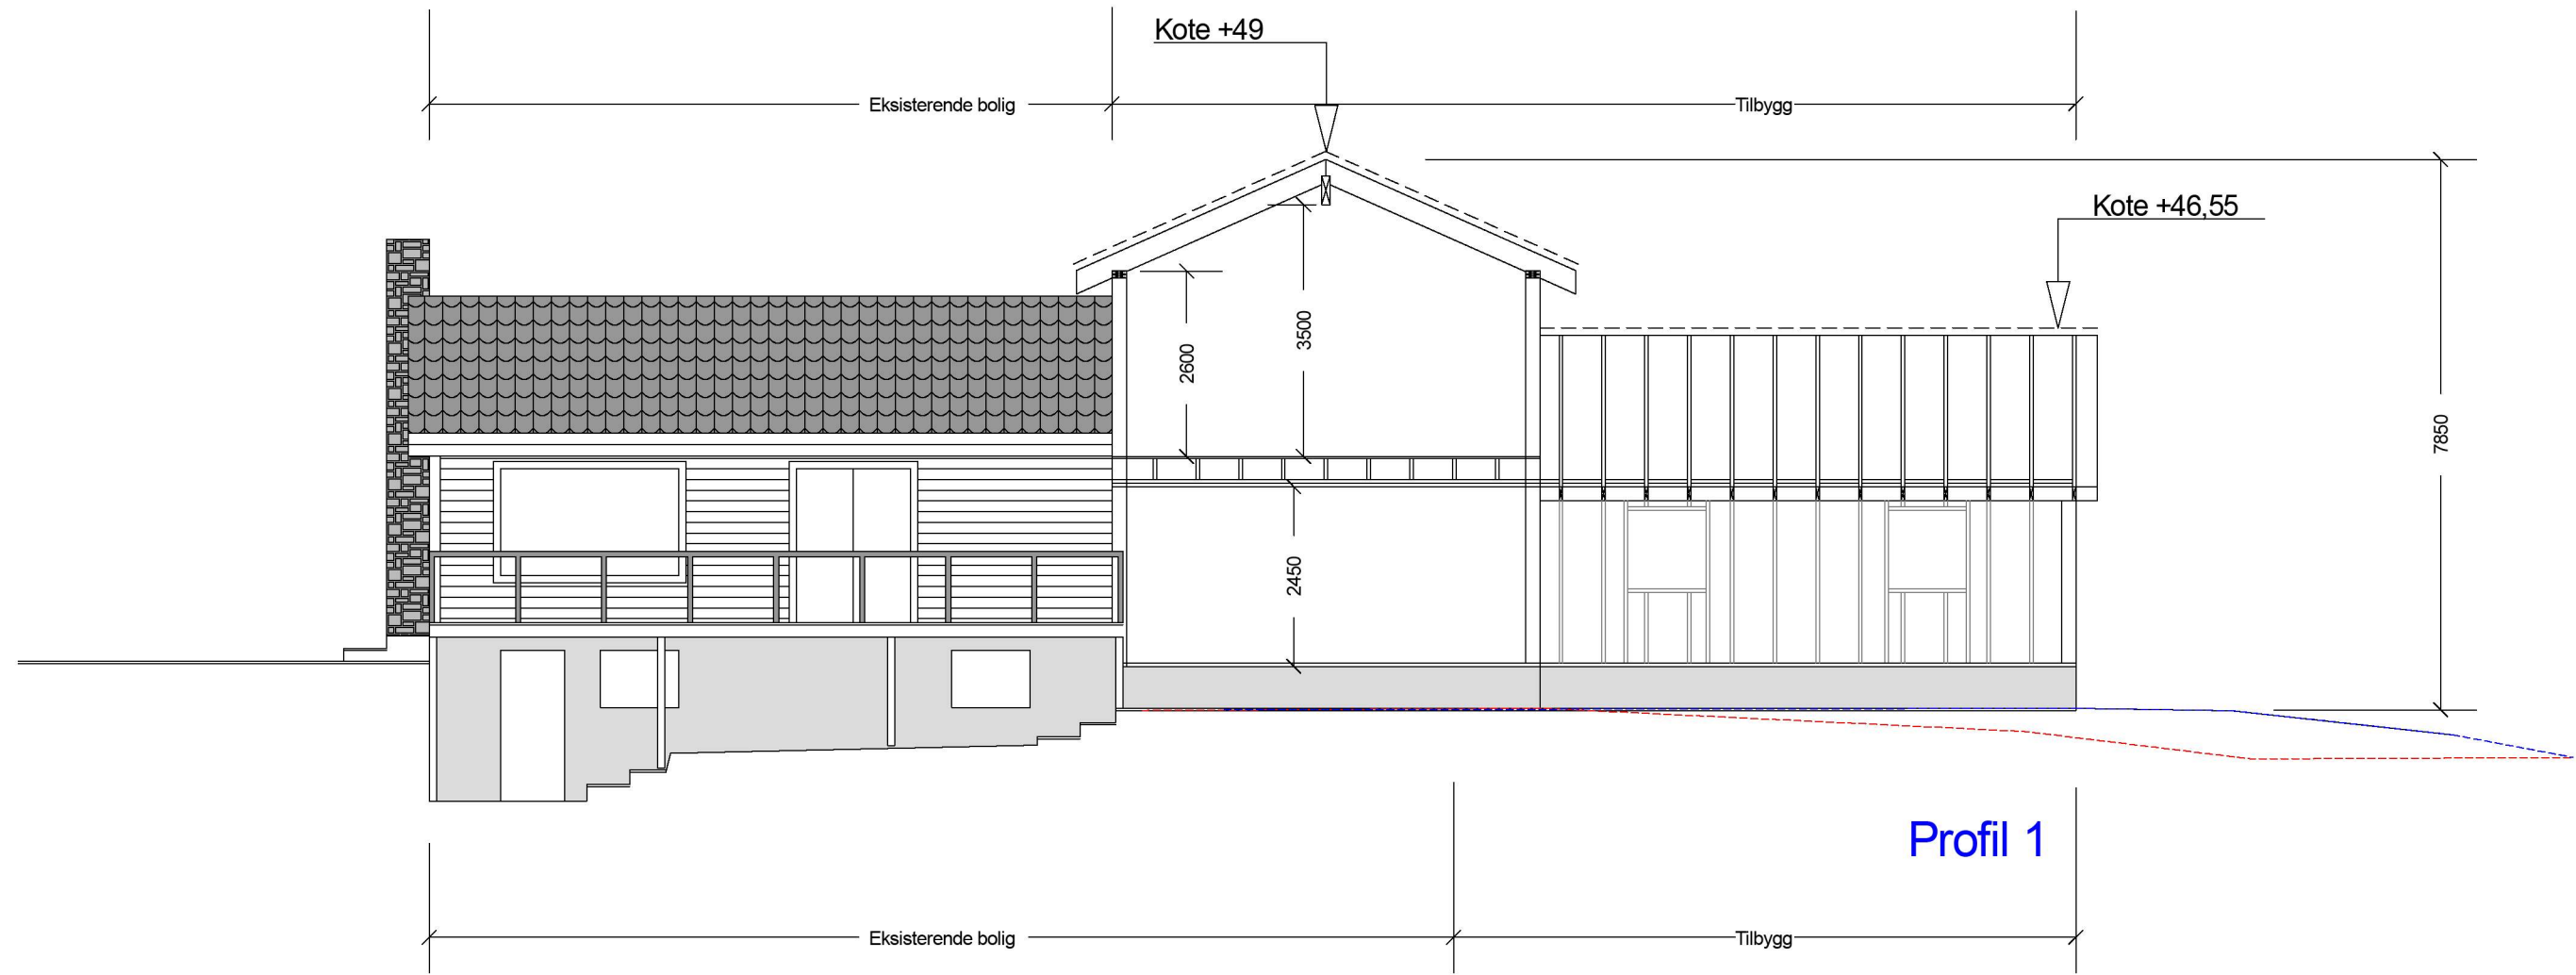 Kote +49
Eksisterende bolig
Tilbygg
Kote +46,55
3500
2600
7850
2450
Profil 1
Eksisterende bolig
Tilbygg